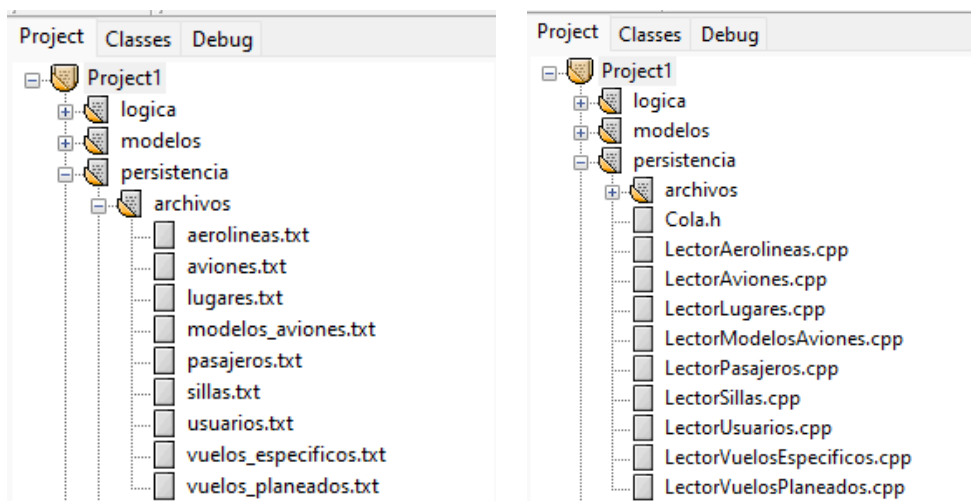 Project Classes Debug
Project1
logica
modelos
persistencia
archivos
aerolineas.txt
aviones.txt
lugares.txt
modelos_aviones.txt
pasajeros.txt
sillas.txt
usuarios.txt
vuelos_especificos.txt
vuelos_planeados.txt
Project Classes Debug
Project1
logica
modelos
persistencia
archivos
Cola.h
LectorAerolineas.cpp
LectorAviones.cpp
LectorLugares.cpp
LectorModelosAviones.cpp
LectorPasajeros.cpp
LectorSillas.cpp
LectorUsuarios.cpp
LectorVuelosEspecificos.cpp
LectorVuelosPlaneados.cpp